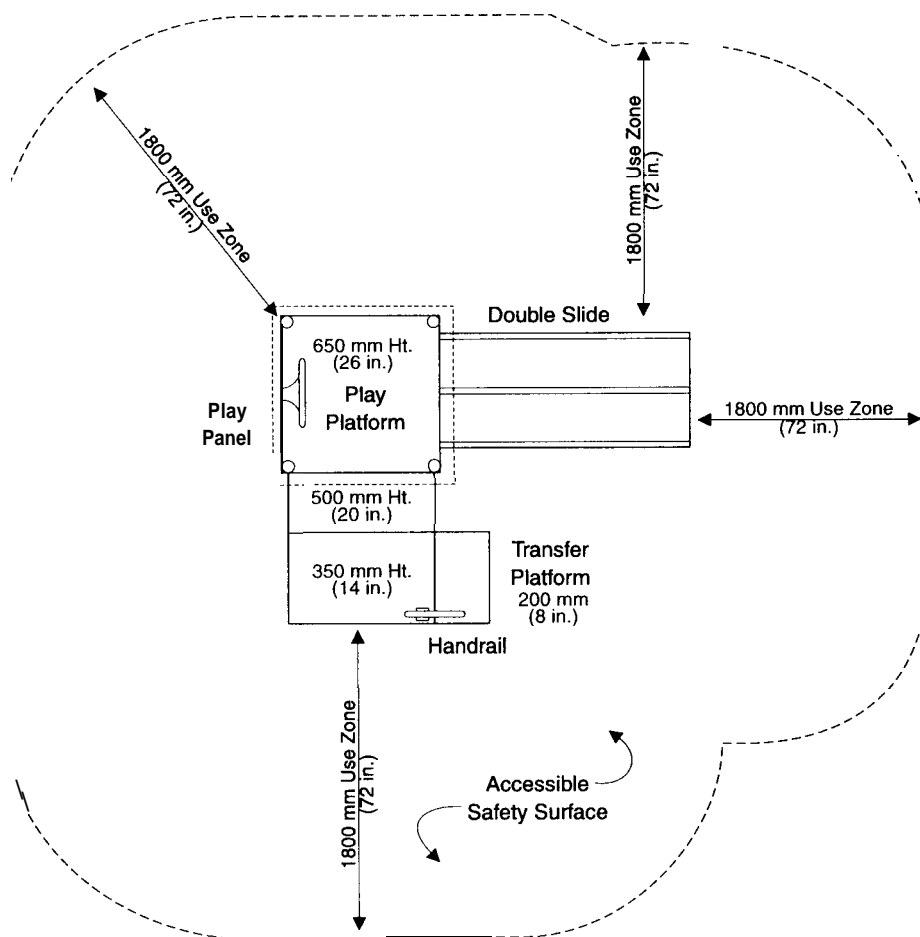 1800 mm Use Zone
(72 in.)
1800 mm Use Zone
(72 in.)
Double Slide
650 mm Ht.
(26 in.)
Play
Platform
Play
Panel
1800 mm Use Zone
(72 in.)
500 mm Ht.
(20 in.)
350 mm Ht.
(14 in.)
Transfer
Platform
200 mm
(8 in.)
Handrail
1800 mm Use Zone
(72 in.)
Accessible
Safety Surface